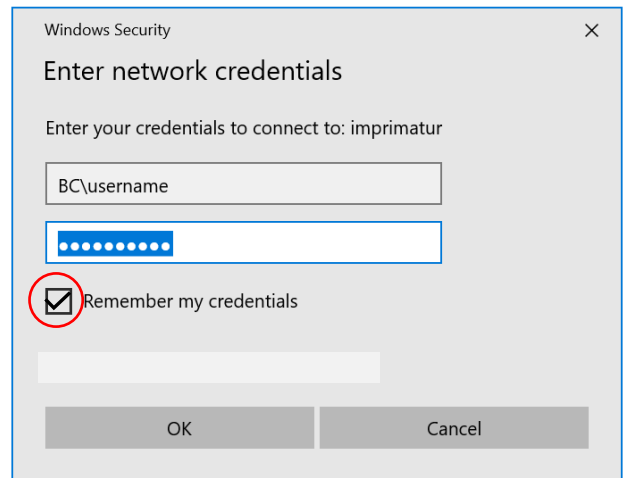 Windows Security
Enter network credentials
Enter your credentials to connect to: imprimatur
BC\username
●●●●●●●●●●
Remember my credentials
OK Cancel